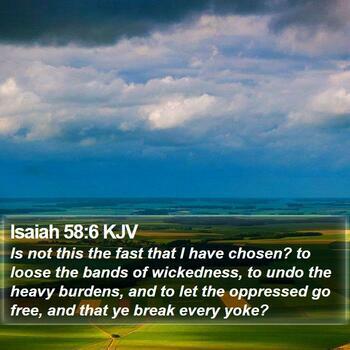 Isaiah 58:6 KJV
Is not this the fast that I have chosen? to
loose the bands of wickedness, to undo the
heavy burdens, and to let the oppressed go
free, and that ye break every yoke?